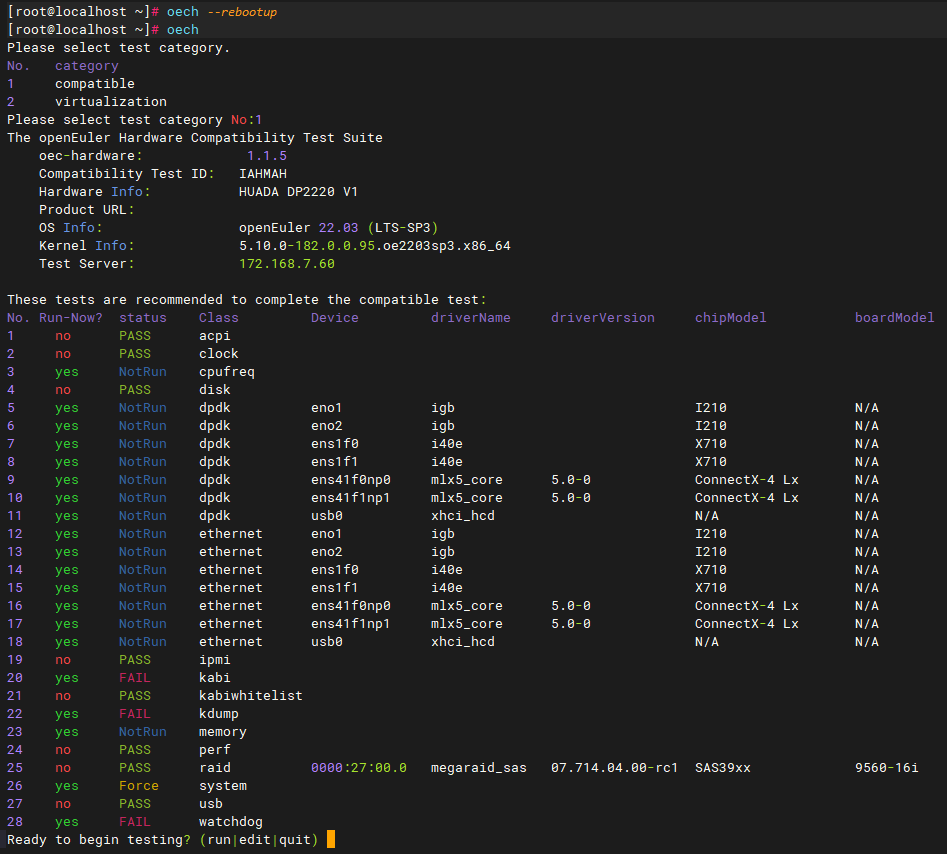 [root@localhost ~]# oech --rebootup
[root@localhost ~]# oech
Please select test category.
No.   category
1     compatible
2     virtualization
Please select test category No:1
The openEuler Hardware Compatibility Test Suite
    oec-hardware:             1.1.5
    Compatibility Test ID:   IAHMAH
    Hardware Info:           HUADA DP2220 V1
    Product URL:
    OS Info:                 openEuler 22.03 (LTS-SP3)
    Kernel Info:             5.10.0-182.0.0.95.oe2203sp3.x86_64
    Test Server:             172.168.7.60
These tests are recommended to complete the compatible test:
No. Run-Now?  status    Class         Device         driverName     driverVersion     chipModel           boardModel
1     no      PASS      acpi
2     no      PASS      clock
3     yes     NotRun    cpufreq
4     no      PASS      disk
5     yes     NotRun    dpdk          eno1           igb                              I210                N/A
6     yes     NotRun    dpdk          eno2           igb                              I210                N/A
7     yes     NotRun    dpdk          ens1f0         i40e                             X710                N/A
8     yes     NotRun    dpdk          ens1f1         i40e                             X710                N/A
9     yes     NotRun    dpdk          ens41f0np0     mlx5_core      5.0-0             ConnectX-4 Lx       N/A
10    yes     NotRun    dpdk          ens41f1np1     mlx5_core      5.0-0             ConnectX-4 Lx       N/A
11    yes     NotRun    dpdk          usb0           xhci_hcd                         N/A                 N/A
12    yes     NotRun    ethernet      eno1           igb                              I210                N/A
13    yes     NotRun    ethernet      eno2           igb                              I210                N/A
14    yes     NotRun    ethernet      ens1f0         i40e                             X710                N/A
15    yes     NotRun    ethernet      ens1f1         i40e                             X710                N/A
16    yes     NotRun    ethernet      ens41f0np0     mlx5_core      5.0-0             ConnectX-4 Lx       N/A
17    yes     NotRun    ethernet      ens41f1np1     mlx5_core      5.0-0             ConnectX-4 Lx       N/A
18    yes     NotRun    ethernet      usb0           xhci_hcd                         N/A                 N/A
19    no      PASS      ipmi
20    yes     FAIL      kabi
21    no      PASS      kabiwhitelist
22    yes     FAIL      kdump
23    yes     NotRun    memory
24    no      PASS      perf
25    no      PASS      raid          0000:27:00.0   megaraid_sas   07.714.04.00-rc1  SAS39xx             9560-16i
26    yes     Force     system
27    no      PASS      usb
28    yes     FAIL      watchdog
Ready to begin testing? (run|edit|quit)